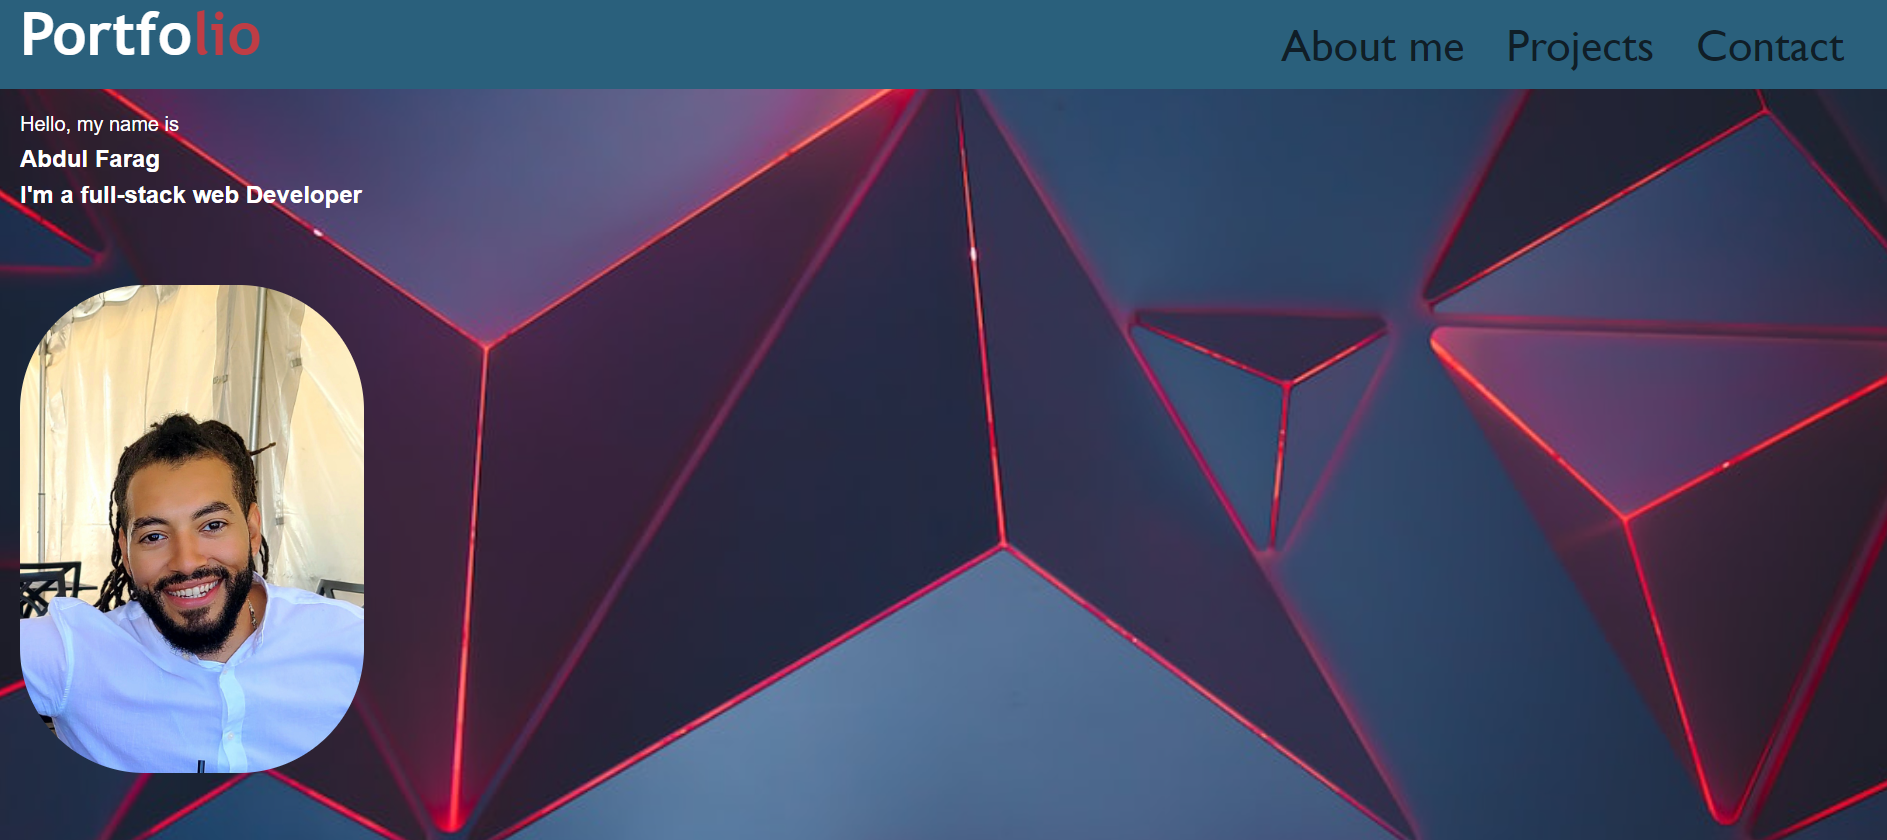 Portfolio
About me Projects Contact
Hello, my name is
Abdul Farag
I'm a full-stack web Developer